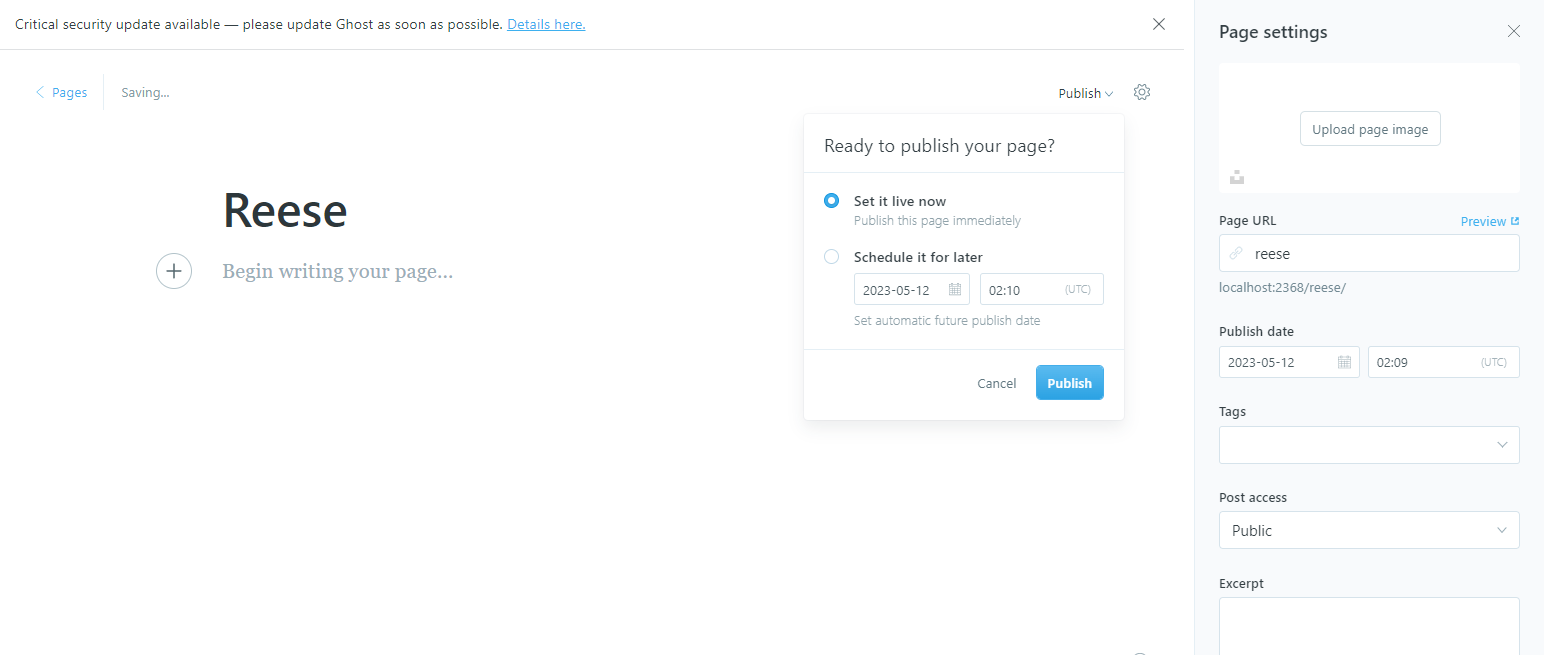 Critical security update available — please update Ghost as soon as possible. Details here.
Pages
Saving...
Publish
Ready to publish your page?
Set it live now
Publish this page immediately
Schedule it for later
2023-05-12
02:10
(UTC)
Set automatic future publish date
Cancel
Publish
Reese
Begin writing your page...
Page settings
Upload page image
Page URL
Preview
reese
localhost:2368/reese/
Publish date
2023-05-12
02:09
(UTC)
Tags
Post access
Public
Excerpt